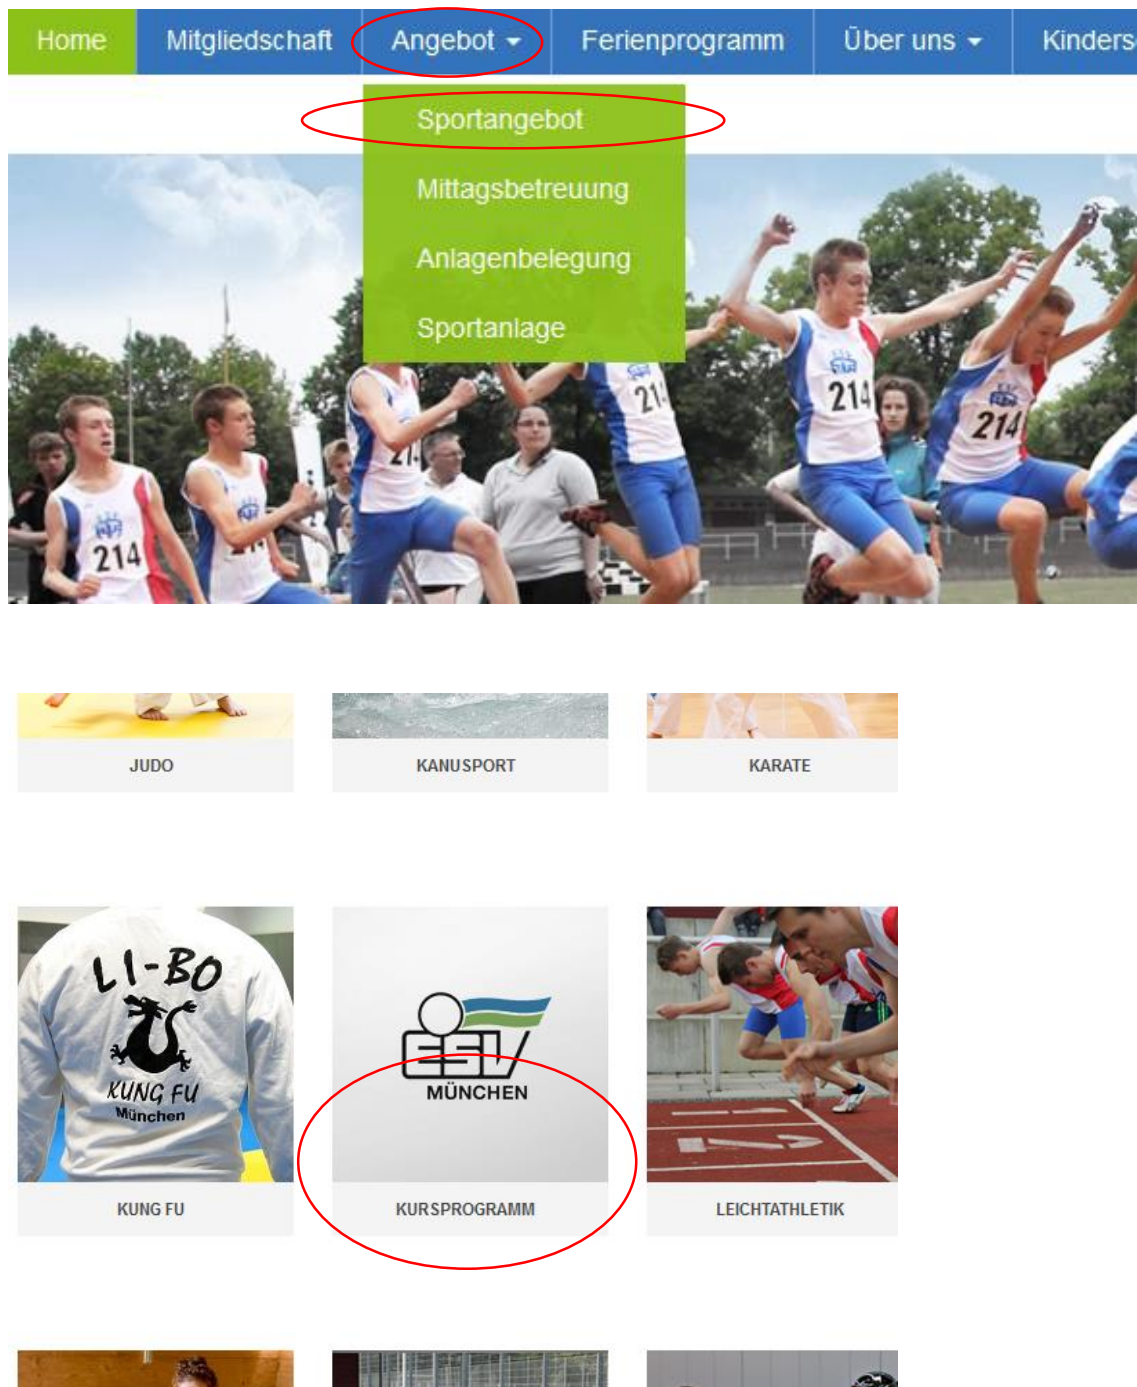 Home Mitgliedschaft Angebot Ferienprogramm Über uns Kinders
Sportangebot
Mittagsbetreuung
Anlagenbelegung
Sportanlage
214
214
214
214
JUDO KANUSPORT KARATE
LI-BO
KUNG FU
München
ESV
MÜNCHEN
KUNG FU KURSPROGRAMM LEICHTATHLETIK